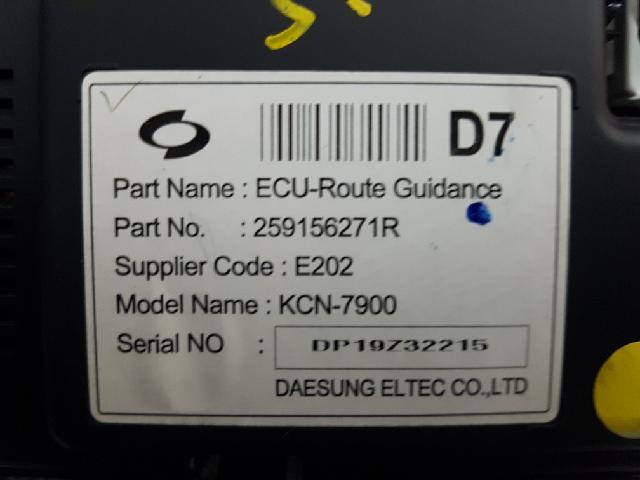 D7
Part Name : ECU-Route Guidance
Part No. : 259156271R
Supplier Code : E202
Model Name : KCN-7900
Serial NO : DP19Z32215
DAESUNG ELTEC CO.,LTD